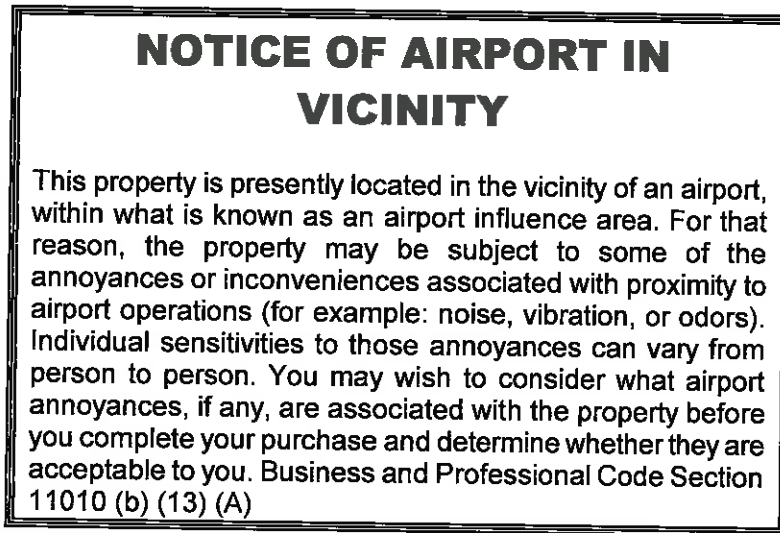 NOTICE OF AIRPORT IN
VICINITY
This property is presently located in the vicinity of an airport,
within what is known as an airport influence area. For that
reason, the property may be subject to some of the
annoyances or inconveniences associated with proximity to
airport operations (for example: noise, vibration, or odors).
Individual sensitivities to those annoyances can vary from
person to person. You may wish to consider what airport
annoyances, if any, are associated with the property before
you complete your purchase and determine whether they are
acceptable to you. Business and Professional Code Section
11010 (b) (13) (A)